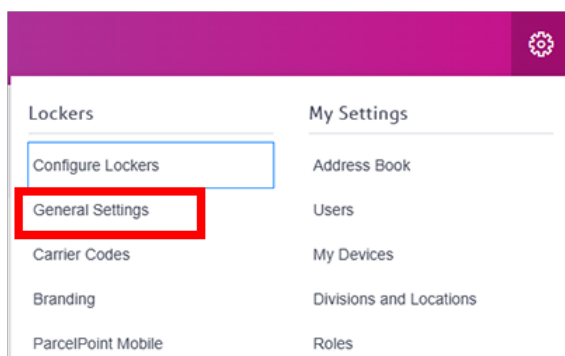 Lockers
Configure Lockers
General Settings
Carrier Codes
Branding
ParcelPoint Mobile
My Settings
Address Book
Users
My Devices
Divisions and Locations
Roles